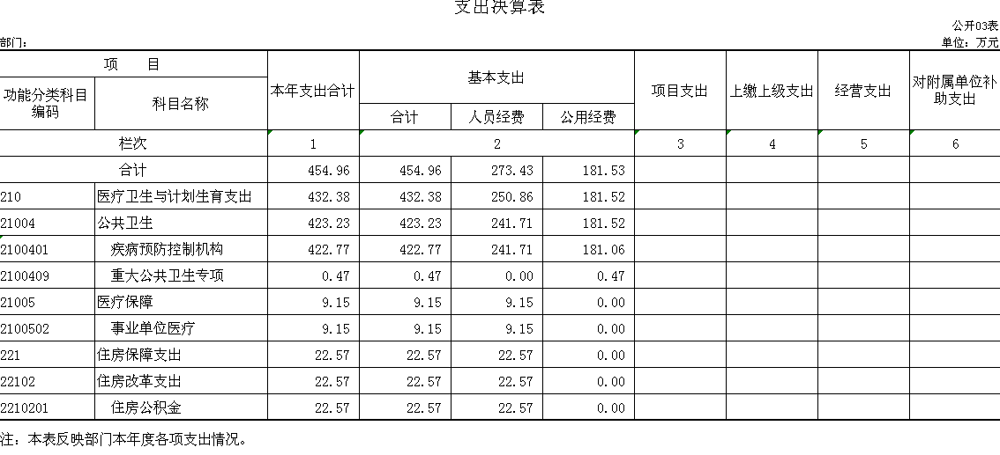 支出决算表
公开03表
部门：
单位：万元
项 目 本年支出合计 基本支出 项目支出 上缴上级支出 经营支出 对附属单位补助支出
功能分类科目编码 科目名称 合计 人员经费 公用经费
栏次 1 2 3 4 5 6
合计 454.96 454.96 273.43 181.53
210 医疗卫生与计划生育支出 432.38 432.38 250.86 181.52
21004 公共卫生 423.23 423.23 241.71 181.52
2100401 疾病预防控制机构 422.77 422.77 241.71 181.06
2100409 重大公共卫生专项 0.47 0.47 0.00 0.47
21005 医疗保障 9.15 9.15 9.15 0.00
2100502 事业单位医疗 9.15 9.15 9.15 0.00
221 住房保障支出 22.57 22.57 22.57 0.00
22102 住房改革支出 22.57 22.57 22.57 0.00
2210201 住房公积金 22.57 22.57 22.57 0.00
注：本表反映部门本年度各项支出情况。